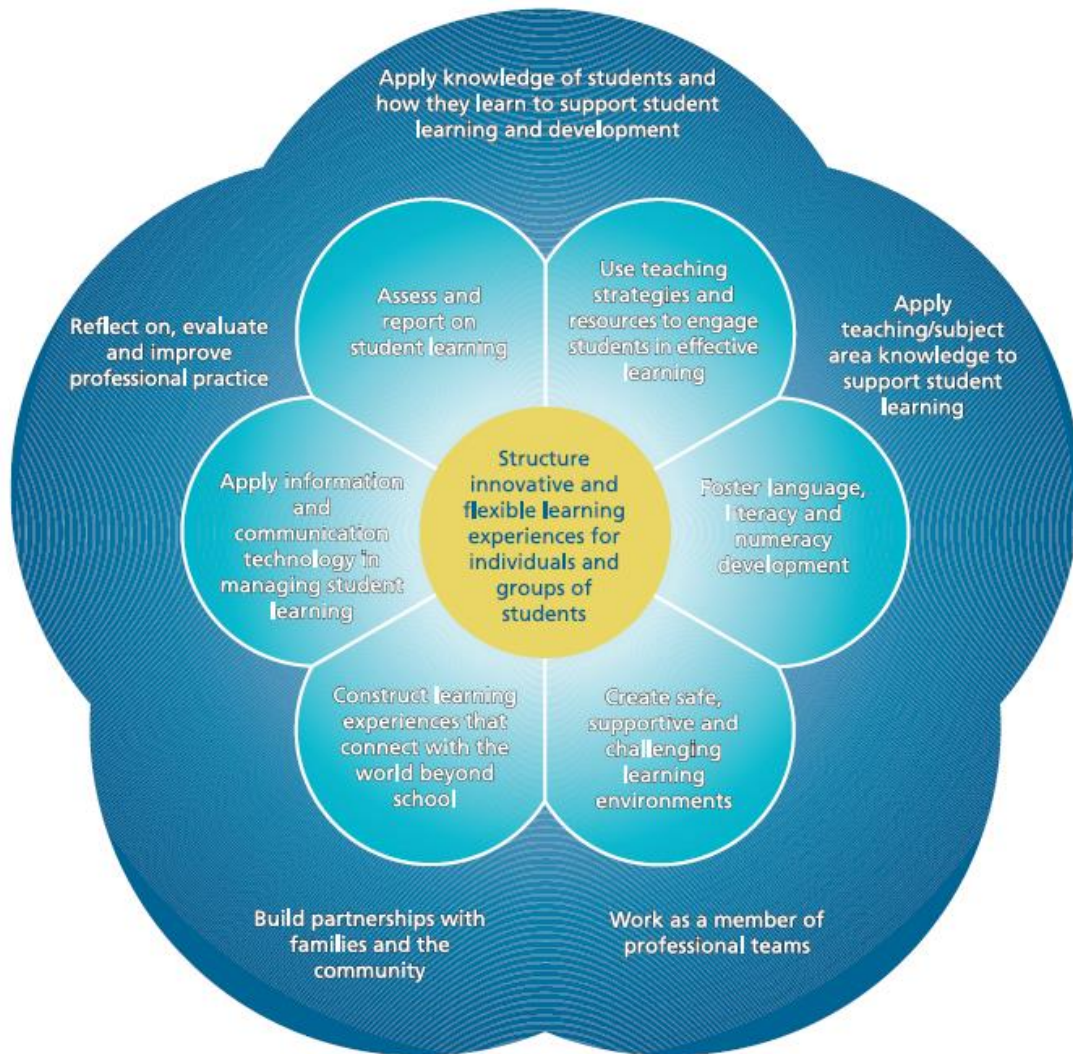 Apply knowledge of students and
how they learn to support student
learning and development
Assess and
report on
student learning
Use teaching
strategies and
resources to engage
students in effective
learning
Reflect on, evaluate
and improve
professional practice
Apply
teaching/subject
area knowledge to
support student
learning
Apply information
and
communication
technology in
managing student
learning
Structure
innovative and
flexible learning
experiences for
individuals and
groups of
students
Foster language,
literacy and
numeracy
development
Construct learning
experiences that
connect with the
world beyond
school
Create safe,
supportive and
challenging
learning
environments
Build partnerships with
families and the
community
Work as a member of
professional teams